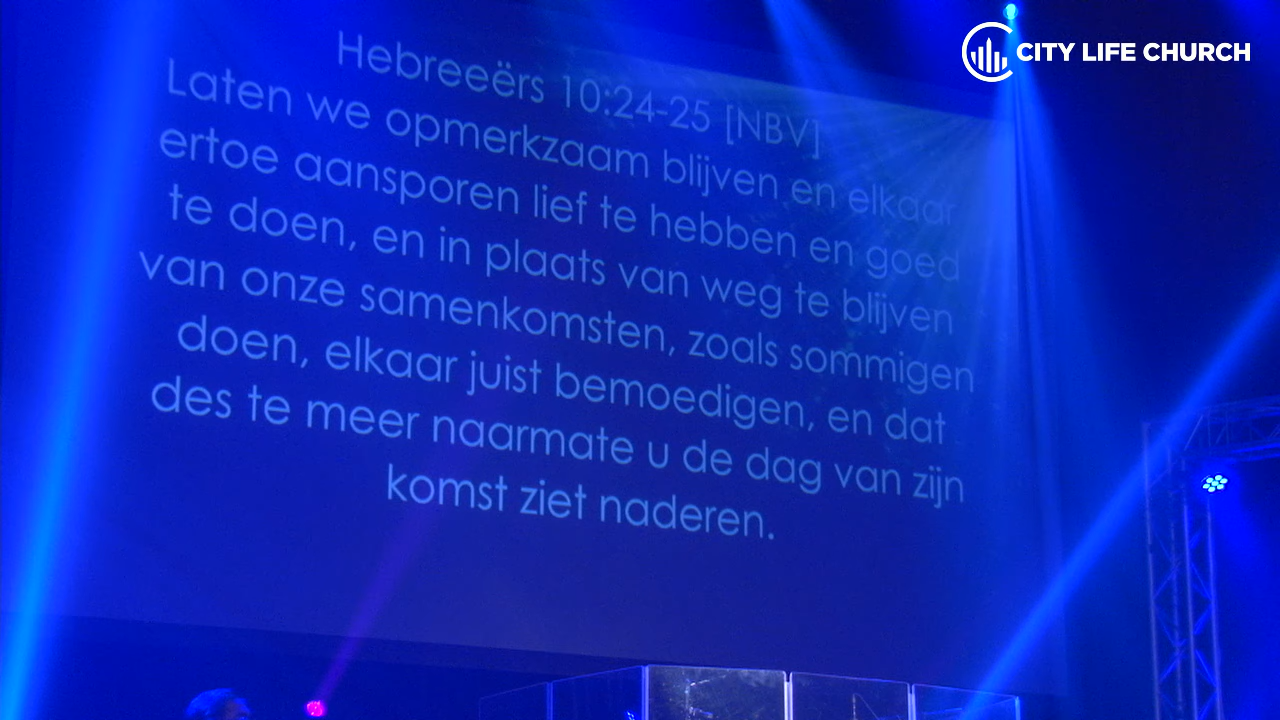 CITY LIFE CHURCH
Hebreeërs 10:24-25 [NBV]
Laten we opmerkzaam blijven en elkaar
ertoe aansporen lief te hebben en goed
te doen, en in plaats van weg te blijven
van onze samenkomsten, zoals sommigen
doen, elkaar juist bemoedigen, en dat
des te meer naarmate u de dag van zijn
komst ziet naderen.